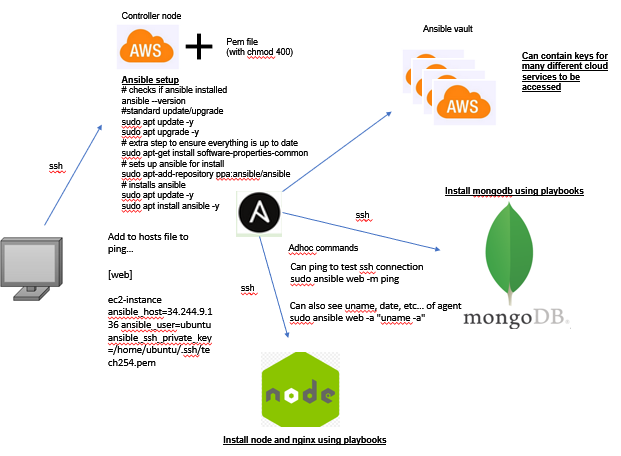 Controller node
AWS
Pem file
(with chmod 400)
Ansible vault
AWS
Can contain keys for
many different cloud
services to be
accessed
Ansible setup
# checks if ansible installed
ansible --version
#standard update/upgrade
sudo apt update -y
sudo apt upgrade -y
# extra step to ensure everything is up to date
sudo apt-get install software-properties-common
# sets up ansible for install
sudo apt-add-repository ppa:ansible/ansible
# installs ansible
sudo apt update -y
sudo apt install ansible -y
ssh
A
Install mongodb using playbooks
ssh
mongoDB.
Add to hosts file to
ping...
[web]
ec2-instance
ansible_host=34.244.9.1
36 ansible_user=ubuntu
ansible_ssh_private_key
=/home/ubuntu/.ssh/te
ch254.pem
Adhoc commands
Can ping to test ssh connection
sudo ansible web -m ping
Can also see uname, date, etc... of agent
sudo ansible web -a "uname -a"
ssh
node
Install node and nginx using playbooks